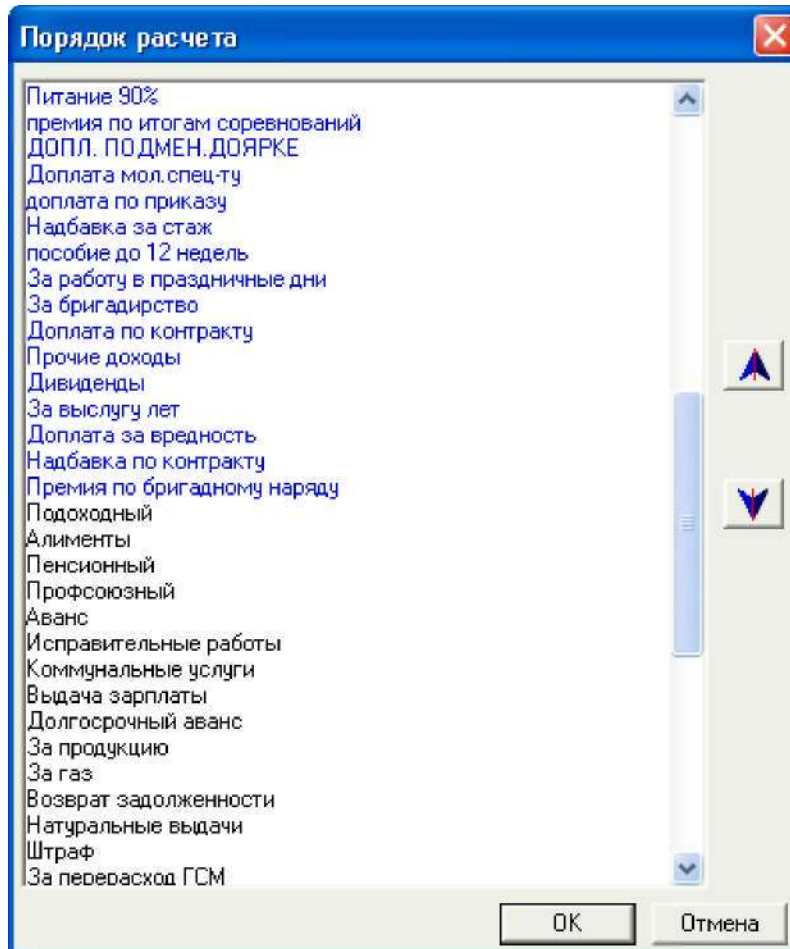 Порядок расчета
Питание 90%
премия по итогам соревнований
ДОПЛ. ПОДМЕН.ДОЯРКЕ
Доплата мол.спец-ту
доплата по приказу
Надбавка за стаж
пособие до 12 недель
За работу в праздничные дни
За бригадирство
Доплата по контракту
Прочие доходы
Дивиденды
За выслугу лет
Доплата за вредность
Надбавка по контракту
Премия по бригадному наряду
Подоходный
Алименты
Пенсионный
Профсоюзный
Аванс
Исправительные работы
Коммунальные услуги
Выдача зарплаты
Долгосрочный аванс
За продукцию
За газ
Возврат задолженности
Натуральные выдачи
Штраф
За перерасход ГСМ
OK
Отмена